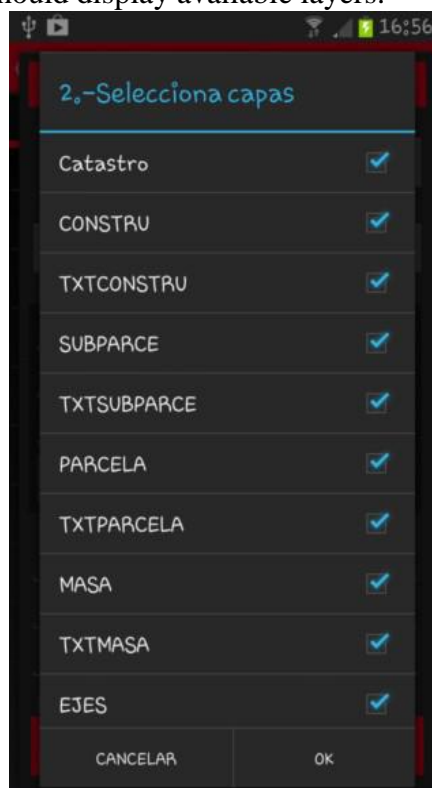 hould display available layers.
16:56
2.-Selecciona capas
Catastro
CONSTRU
TXTCONSTRU
SUBPARCE
TXTSUBPARCE
PARCELA
TXTPARCELA
MASA
TXTMASA
EJES
CANCELAR OK